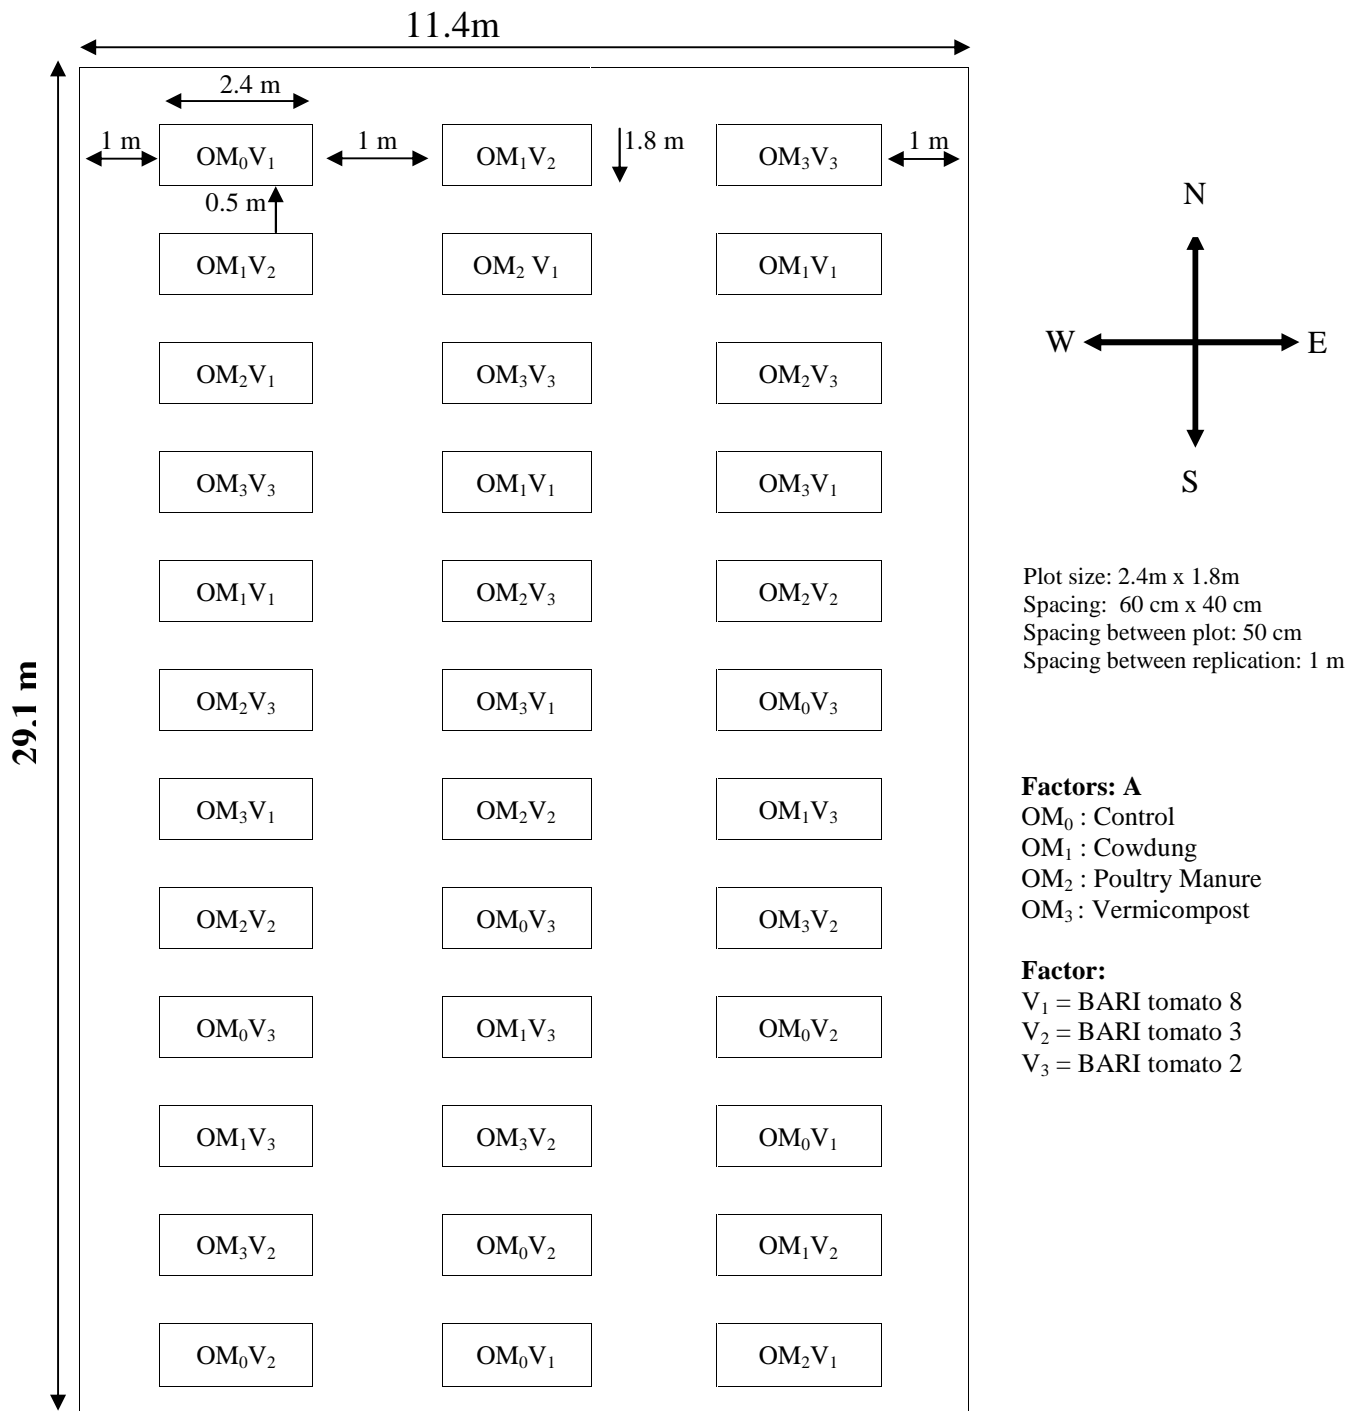 11.4m
2.4 m
1 m
1 m
1.8 m
1 m
OM₀V₁ OM₁V₂ OM₃V₃
0.5 m
N
OM₁V₂ OM₂ V₁ OM₁V₁
W E
OM₂V₁ OM₃V₃ OM₂V₃
S
OM₃V₃ OM₁V₁ OM₃V₁
OM₁V₁ OM₂V₃ OM₂V₂
Plot size: 2.4m x 1.8m
Spacing: 60 cm x 40 cm
Spacing between plot: 50 cm
Spacing between replication: 1 m
29.1 m
OM₂V₃ OM₃V₁ OM₀V₃
OM₃V₁ OM₂V₂ OM₁V₃
OM₂V₂ OM₀V₃ OM₃V₂
OM₀V₃ OM₁V₃ OM₀V₂
OM₁V₃ OM₃V₂ OM₀V₁
OM₃V₂ OM₀V₂ OM₁V₂
OM₀V₂ OM₀V₁ OM₂V₁
Factors: A
OM₀ : Control
OM₁ : Cowdung
OM₂ : Poultry Manure
OM₃ : Vermicompost
Factor:
V₁ = BARI tomato 8
V₂ = BARI tomato 3
V₃ = BARI tomato 2